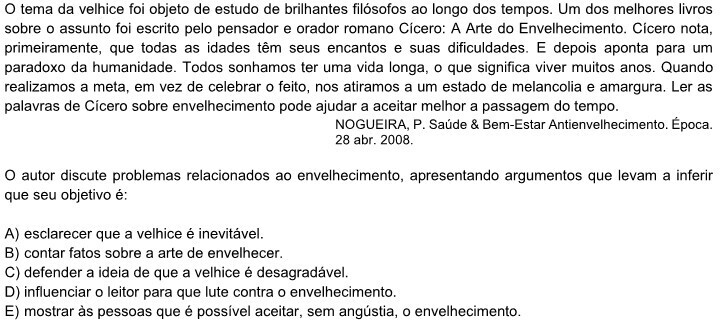 O tema da velhice foi objeto de estudo de brilhantes filósofos ao longo dos tempos. Um dos melhores livros
sobre o assunto foi escrito pelo pensador e orador romano Cícero: A Arte do Envelhecimento. Cícero nota,
primeiramente, que todas as idades têm seus encantos e suas dificuldades. E depois aponta para um
paradoxo da humanidade. Todos sonhamos ter uma vida longa, o que significa viver muitos anos. Quando
realizamos a meta, em vez de celebrar o feito, nos atiramos a um estado de melancolia e amargura. Ler as
palavras de Cícero sobre envelhecimento pode ajudar a aceitar melhor a passagem do tempo.
NOGUEIRA, P. Saúde & Bem-Estar Antienvelhecimento. Época.
28 abr. 2008.
O autor discute problemas relacionados ao envelhecimento, apresentando argumentos que levam a inferir
que seu objetivo é:
A) esclarecer que a velhice é inevitável.
B) contar fatos sobre a arte de envelhecer.
C) defender a ideia de que a velhice é desagradável.
D) influenciar o leitor para que lute contra o envelhecimento.
E) mostrar às pessoas que é possível aceitar, sem angústia, o envelhecimento.